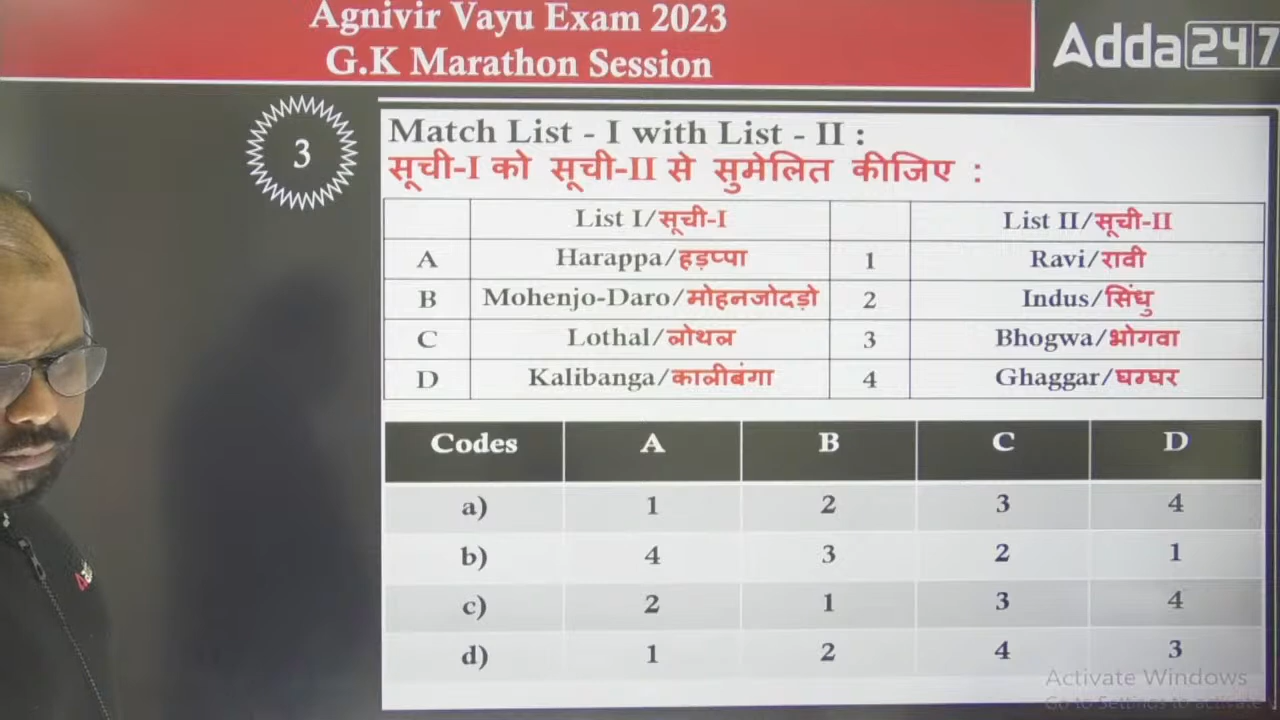 Agnivir Vayu Exam 2023
G.K Marathon Session
Adda247
3
Match List - I with List - II :
सूची-I को सूची-II से सुमेलित कीजिए :
List I/सूची-I List II/सूची-II
A Harappa/हड़प्पा 1 Ravi/रावी
B Mohenjo-Daro/मोहनजोदड़ो 2 Indus/सिंधु
C Lothal/लोथल 3 Bhogwa/भोगवा
D Kalibanga/कालीबंगा 4 Ghaggar/घग्घर
Codes A B C D
a) 1 2 3 4
b) 4 3 2 1
c) 2 1 3 4
d) 1 2 4 3
Activate Windows
Go to Settings to activate